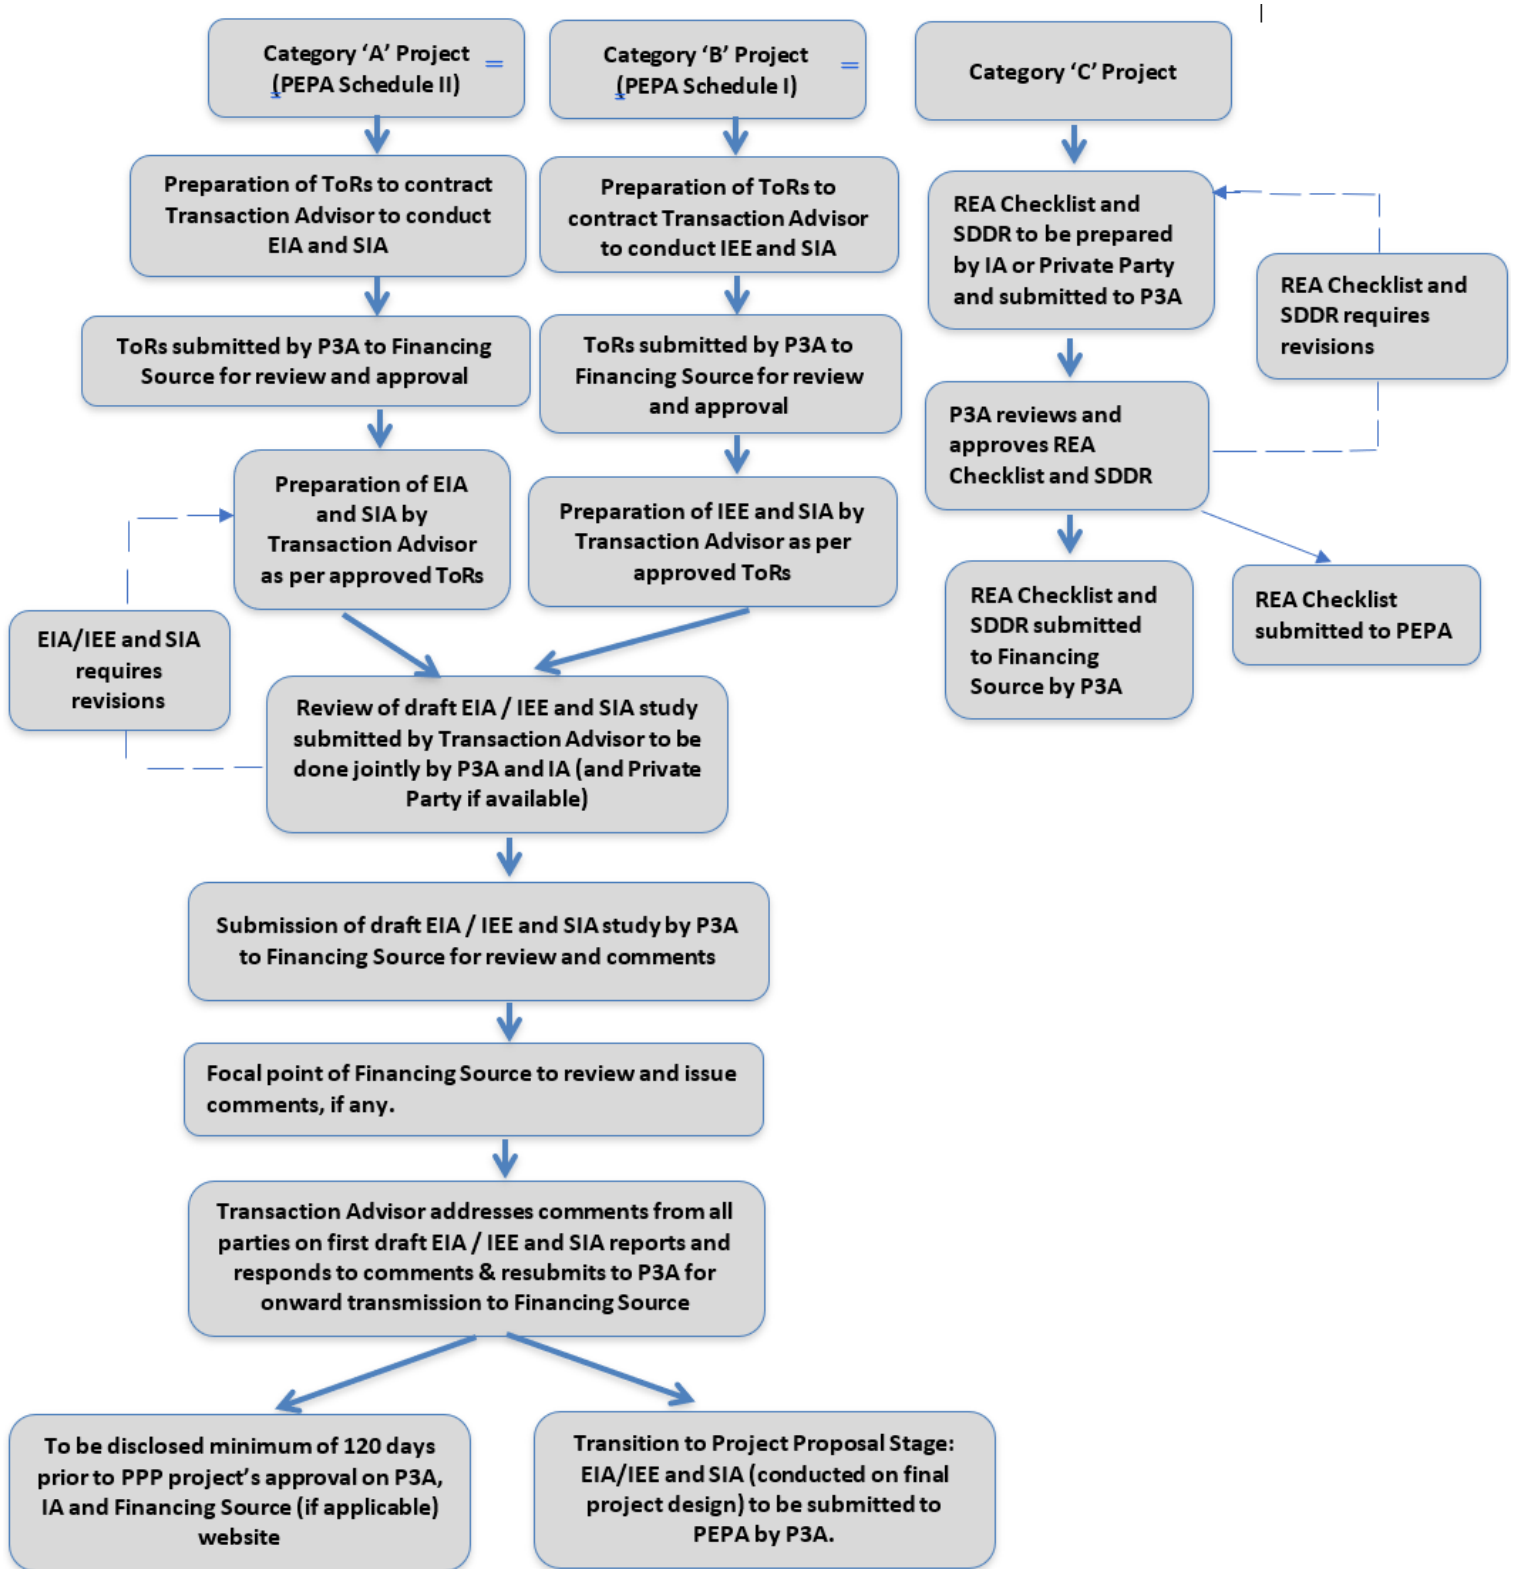 Category ‘A’ Project
(PEPA Schedule II)
Category ‘B’ Project
(PEPA Schedule I)
Category ‘C’ Project
Preparation of ToRs to contract
Transaction Advisor to conduct
EIA and SIA
Preparation of ToRs to
contract Transaction Advisor
to conduct IEE and SIA
REA Checklist and
SDDR to be prepared
by IA or Private Party
and submitted to P3A
REA Checklist and
SDDR requires
revisions
ToRs submitted by P3A to Financing
Source for review and approval
ToRs submitted by P3A to
Financing Source for review
and approval
P3A reviews and
approves REA
Checklist and SDDR
Preparation of EIA
and SIA by
Transaction Advisor
as per approved ToRs
Preparation of IEE and SIA by
Transaction Advisor as per
approved ToRs
REA Checklist and
SDDR submitted
to Financing
Source by P3A
REA Checklist
submitted to PEPA
EIA/IEE and SIA
requires
revisions
Review of draft EIA / IEE and SIA study
submitted by Transaction Advisor to be
done jointly by P3A and IA (and Private
Party if available)
Submission of draft EIA / IEE and SIA study by P3A
to Financing Source for review and comments
Focal point of Financing Source to review and issue
comments, if any.
Transaction Advisor addresses comments from all
parties on first draft EIA / IEE and SIA reports and
responds to comments & resubmits to P3A for
onward transmission to Financing Source
To be disclosed minimum of 120 days
prior to PPP project’s approval on P3A,
IA and Financing Source (if applicable)
website
Transition to Project Proposal Stage:
EIA/IEE and SIA (conducted on final
project design) to be submitted to
PEPA by P3A.